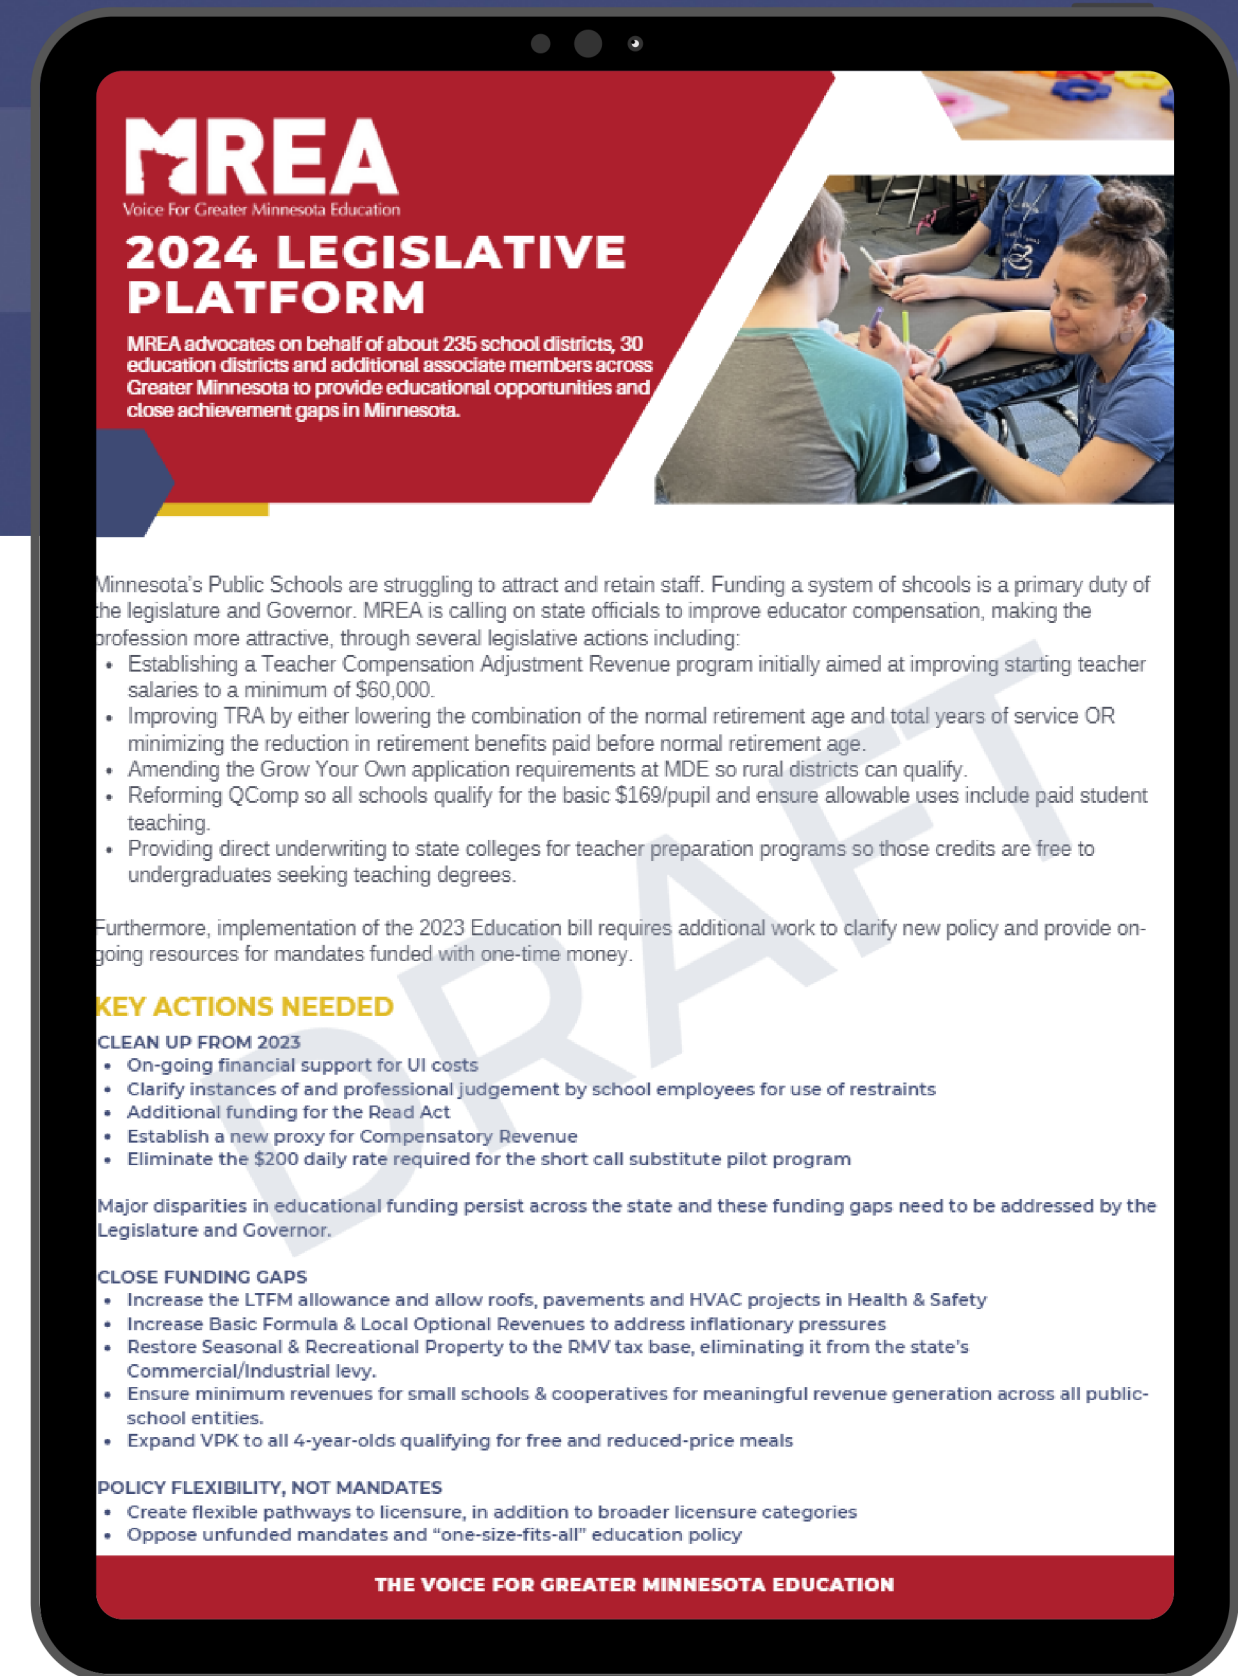 MREA
Voice For Greater Minnesota Education
2024 LEGISLATIVE
PLATFORM
MREA advocates on behalf of about 235 school districts, 30
education districts and additional associate members across
Greater Minnesota to provide educational opportunities and
close achievement gaps in Minnesota.
Minnesota's Public Schools are struggling to attract and retain staff. Funding a system of shcools is a primary duty of
the legislature and Governor. MREA is calling on state officials to improve educator compensation, making the
profession more attractive, through several legislative actions including:
• Establishing a Teacher Compensation Adjustment Revenue program initially aimed at improving starting teacher
salaries to a minimum of $60,000.
• Improving TRA by either lowering the combination of the normal retirement age and total years of service OR
minimizing the reduction in retirement benefits paid before normal retirement age.
• Amending the Grow Your Own application requirements at MDE so rural districts can qualify.
• Reforming QComp so all schools qualify for the basic $169/pupil and ensure allowable uses include paid student
teaching.
• Providing direct underwriting to state colleges for teacher preparation programs so those credits are free to
undergraduates seeking teaching degrees.
Furthermore, implementation of the 2023 Education bill requires additional work to clarify new policy and provide on-
going resources for mandates funded with one-time money.
KEY ACTIONS NEEDED
CLEAN UP FROM 2023
• On-going financial support for UI costs
• Clarify instances of and professional judgement by school employees for use of restraints
• Additional funding for the Read Act
• Establish a new proxy for Compensatory Revenue
• Eliminate the $200 daily rate required for the short call substitute pilot program
Major disparities in educational funding persist across the state and these funding gaps need to be addressed by the
Legislature and Governor.
CLOSE FUNDING GAPS
• Increase the LTFM allowance and allow roofs, pavements and HVAC projects in Health & Safety
• Increase Basic Formula & Local Optional Revenues to address inflationary pressures
• Restore Seasonal & Recreational Property to the RMV tax base, eliminating it from the state's
Commercial/Industrial levy.
• Ensure minimum revenues for small schools & cooperatives for meaningful revenue generation across all public-
school entities.
• Expand VPK to all 4-year-olds qualifying for free and reduced-price meals
POLICY FLEXIBILITY, NOT MANDATES
• Create flexible pathways to licensure, in addition to broader licensure categories
• Oppose unfunded mandates and “one-size-fits-all” education policy
THE VOICE FOR GREATER MINNESOTA EDUCATION
DRAFT